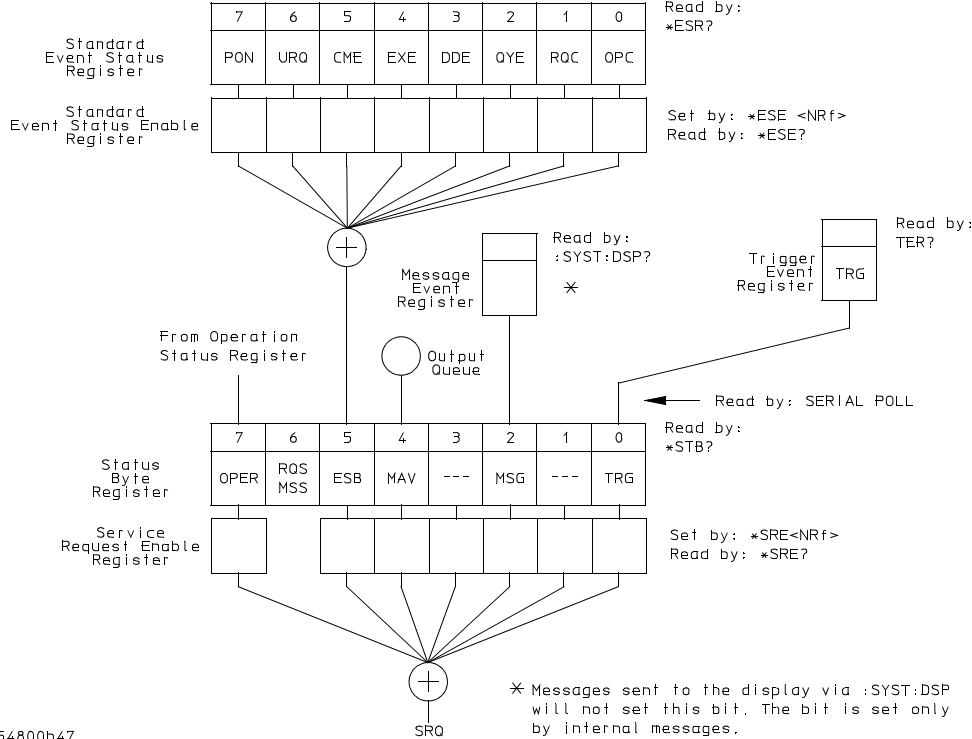 7 6 5 4 3 2 1 0
Read by:
*ESR?
Standard
Event Status
Register
PON URQ CME EXE DDE QYE RQC OPC
Standard
Event Status Enable
Register
Set by: *ESE <NRf>
Read by: *ESE?
Read by:
:SYST:DSP?
Message
Event
Register
*
Read by:
TER?
Trigger
Event
Register
TRG
From Operation
Status Register
Output
Queue
Read by: SERIAL POLL
7 6 5 4 3 2 1 0
Read by:
*STB?
Status
Byte
Register
OPER RQS MSS ESB MAV --- MSG --- TRG
Service
Request Enable
Register
Set by: *SRE<NRf>
Read by: *SRE?
SRQ
* Messages sent to the display via :SYST:DSP
will not set this bit. The bit is set only
by internal messages.
54800b47